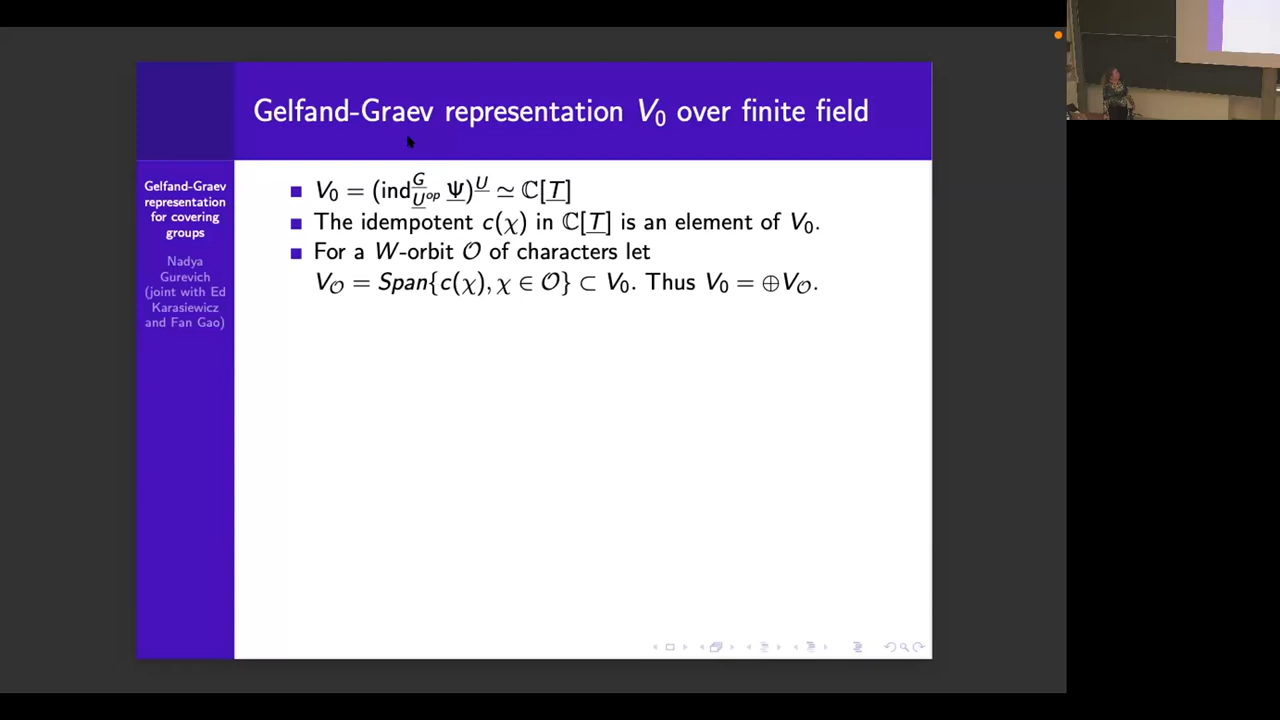 Gelfand-Graev representation V₀ over finite field
Gelfand-Graev
representation
for covering
groups
Nadya
Gurevich
(joint with Ed
Karasiewicz
and Fan Gao)
V₀ = (ind_{U̲^{op}}^{G̲} Ψ̲)^{U̲} ≃ ℂ[T̲]
The idempotent c(χ) in ℂ[T̲] is an element of V₀.
For a W-orbit 𝒪 of characters let
V_𝒪 = Span{c(χ), χ ∈ 𝒪} ⊂ V₀. Thus V₀ = ⊕V_𝒪.